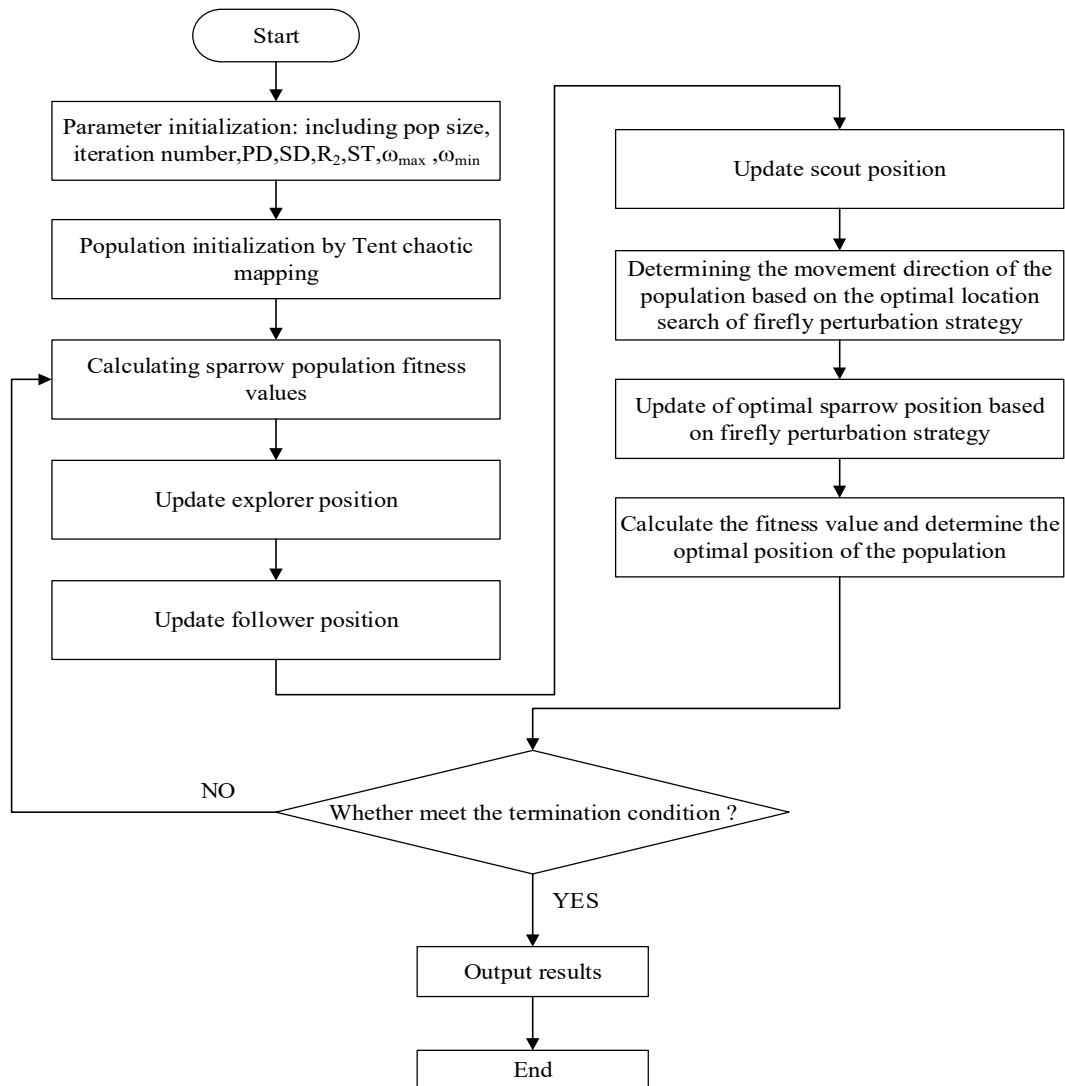 Start
Parameter initialization: including pop size,
iteration number,PD,SD,R₂,ST,ωmax ,ωmin
Population initialization by Tent chaotic
mapping
Calculating sparrow population fitness
values
Update explorer position
Update follower position
Update scout position
Determining the movement direction of the
population based on the optimal location
search of firefly perturbation strategy
Update of optimal sparrow position based
on firefly perturbation strategy
Calculate the fitness value and determine the
optimal position of the population
Whether meet the termination condition ?
NO
YES
Output results
End